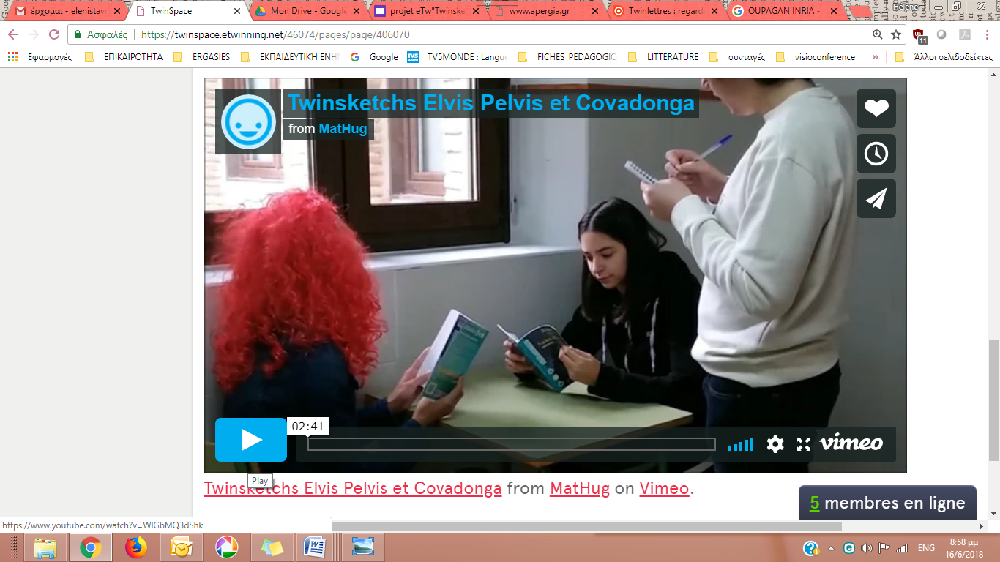 έρχομαι - elenistav
TwinSpace
Mon Drive - Google
projet eTw"Twinske
www.apergia.gr
Twinlettres : regard
OUPAGAN INRIA -
Hélène
Ασφαλές
https://twinspace.etwinning.net/46074/pages/page/406070
11
Εφαρμογές
ΕΠΙΚΑΙΡΟΤΗΤΑ
ERGASIES
ΕΚΠΑΙΔΕΥΤΙΚΗ ΕΝΗ
Google
TV5MONDE : Langue
FICHES_PEDAGOGIQ
LITTERATURE
συνταγές
visioconference
»
Άλλοι σελιδοδείκτες
Twinsketchs Elvis Pelvis et Covadonga
from MatHug
02:41
vimeo
Play
Twinsketchs Elvis Pelvis et Covadonga from MatHug on Vimeo.
5 membres en ligne
https://www.youtube.com/watch?v=WlGbMQ3dShk
ENG
8:58 μμ
16/6/2018